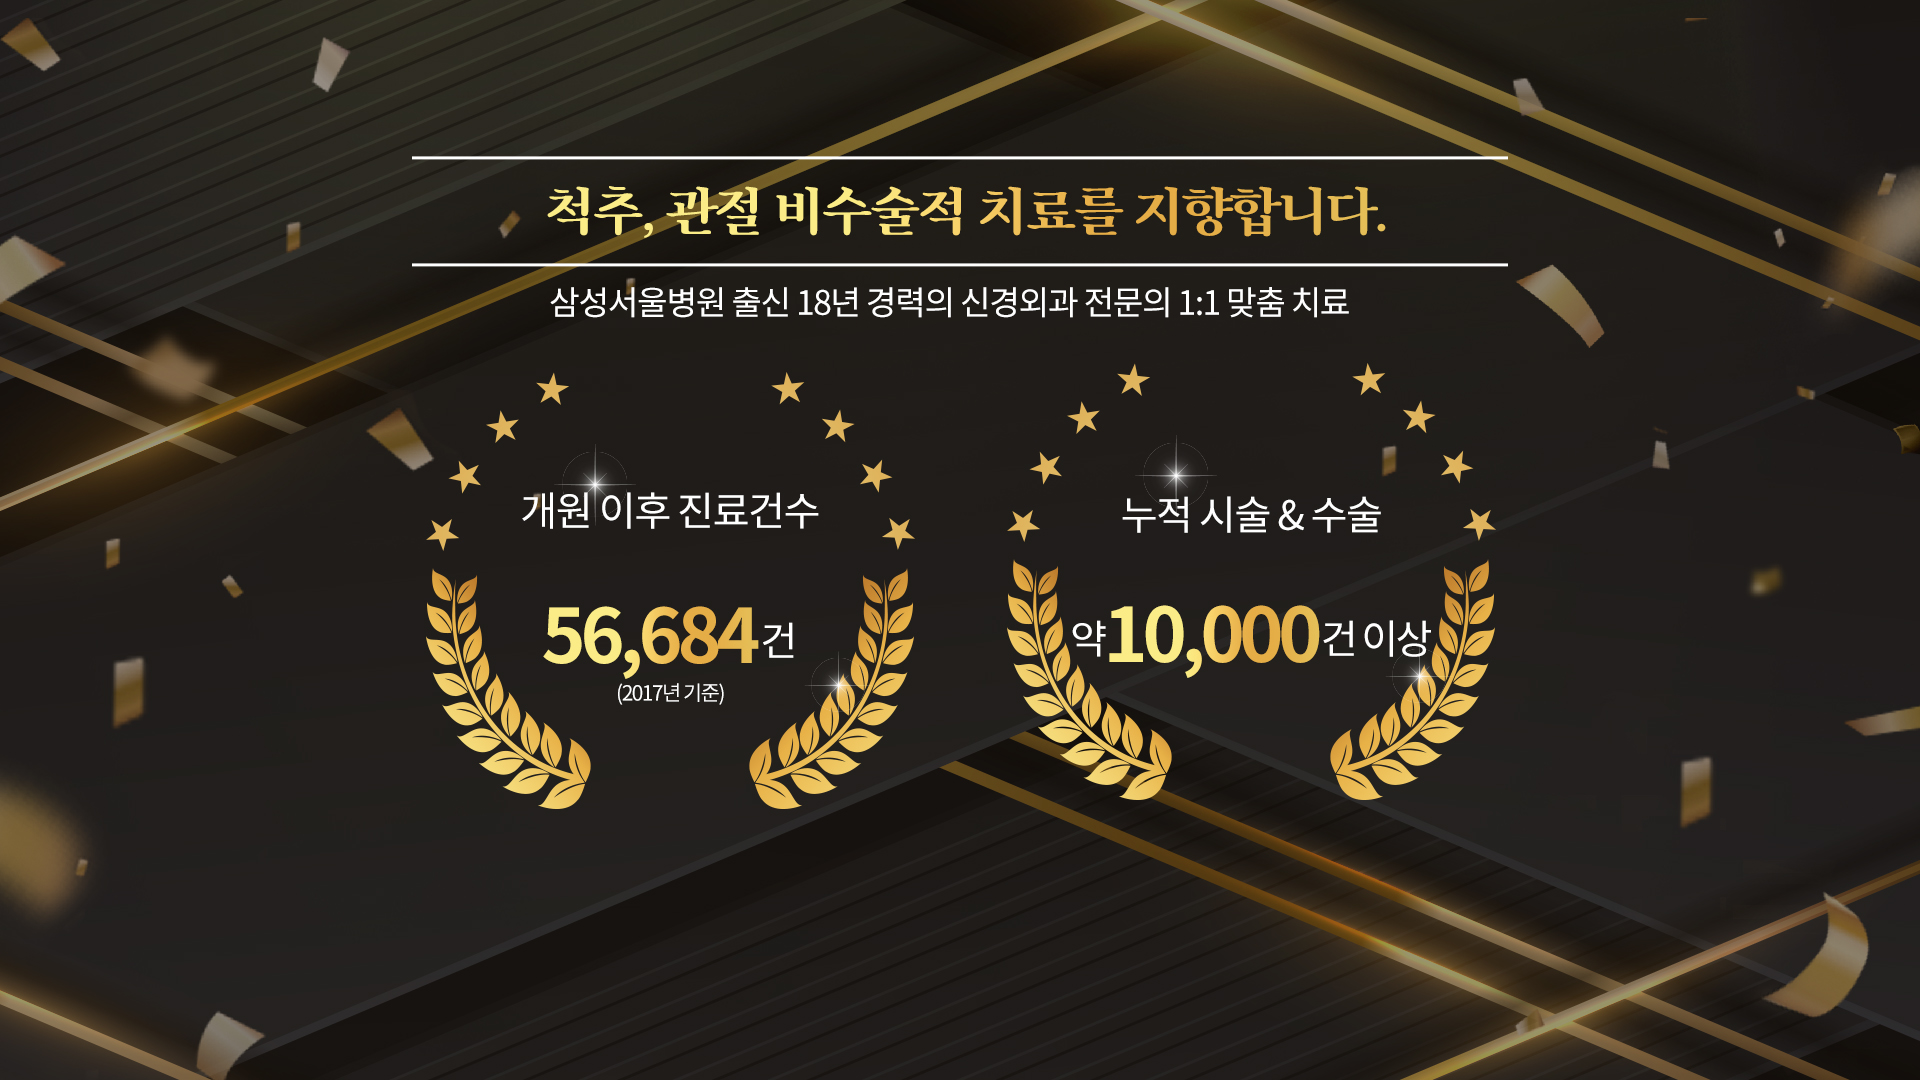 척추, 관절 비수술적 치료를 지향합니다.
삼성서울병원 출신 18년 경력의 신경외과 전문의 1:1 맞춤 치료
개원 이후 진료건수
56,684건
(2017년 기준)
누적 시술 & 수술
약10,000건 이상